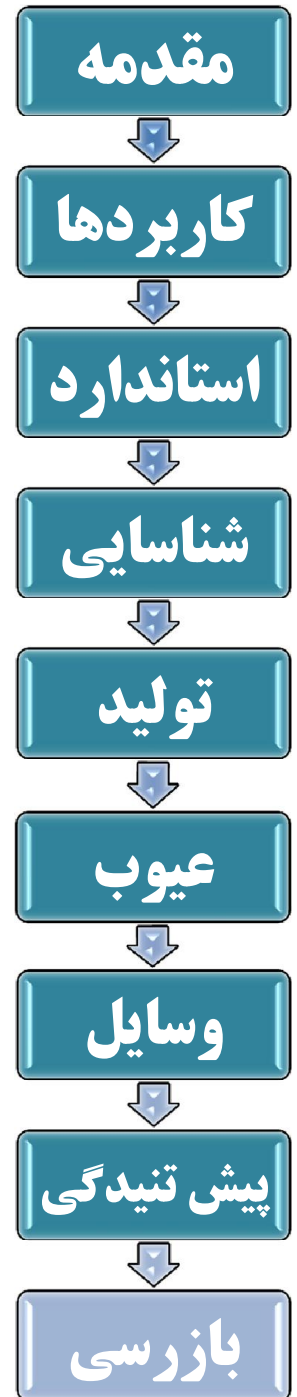 مقدمه
کاربردها
استاندارد
شناسایی
تولید
عیوب
وسایل
پیش تنیدگی
بازرسی